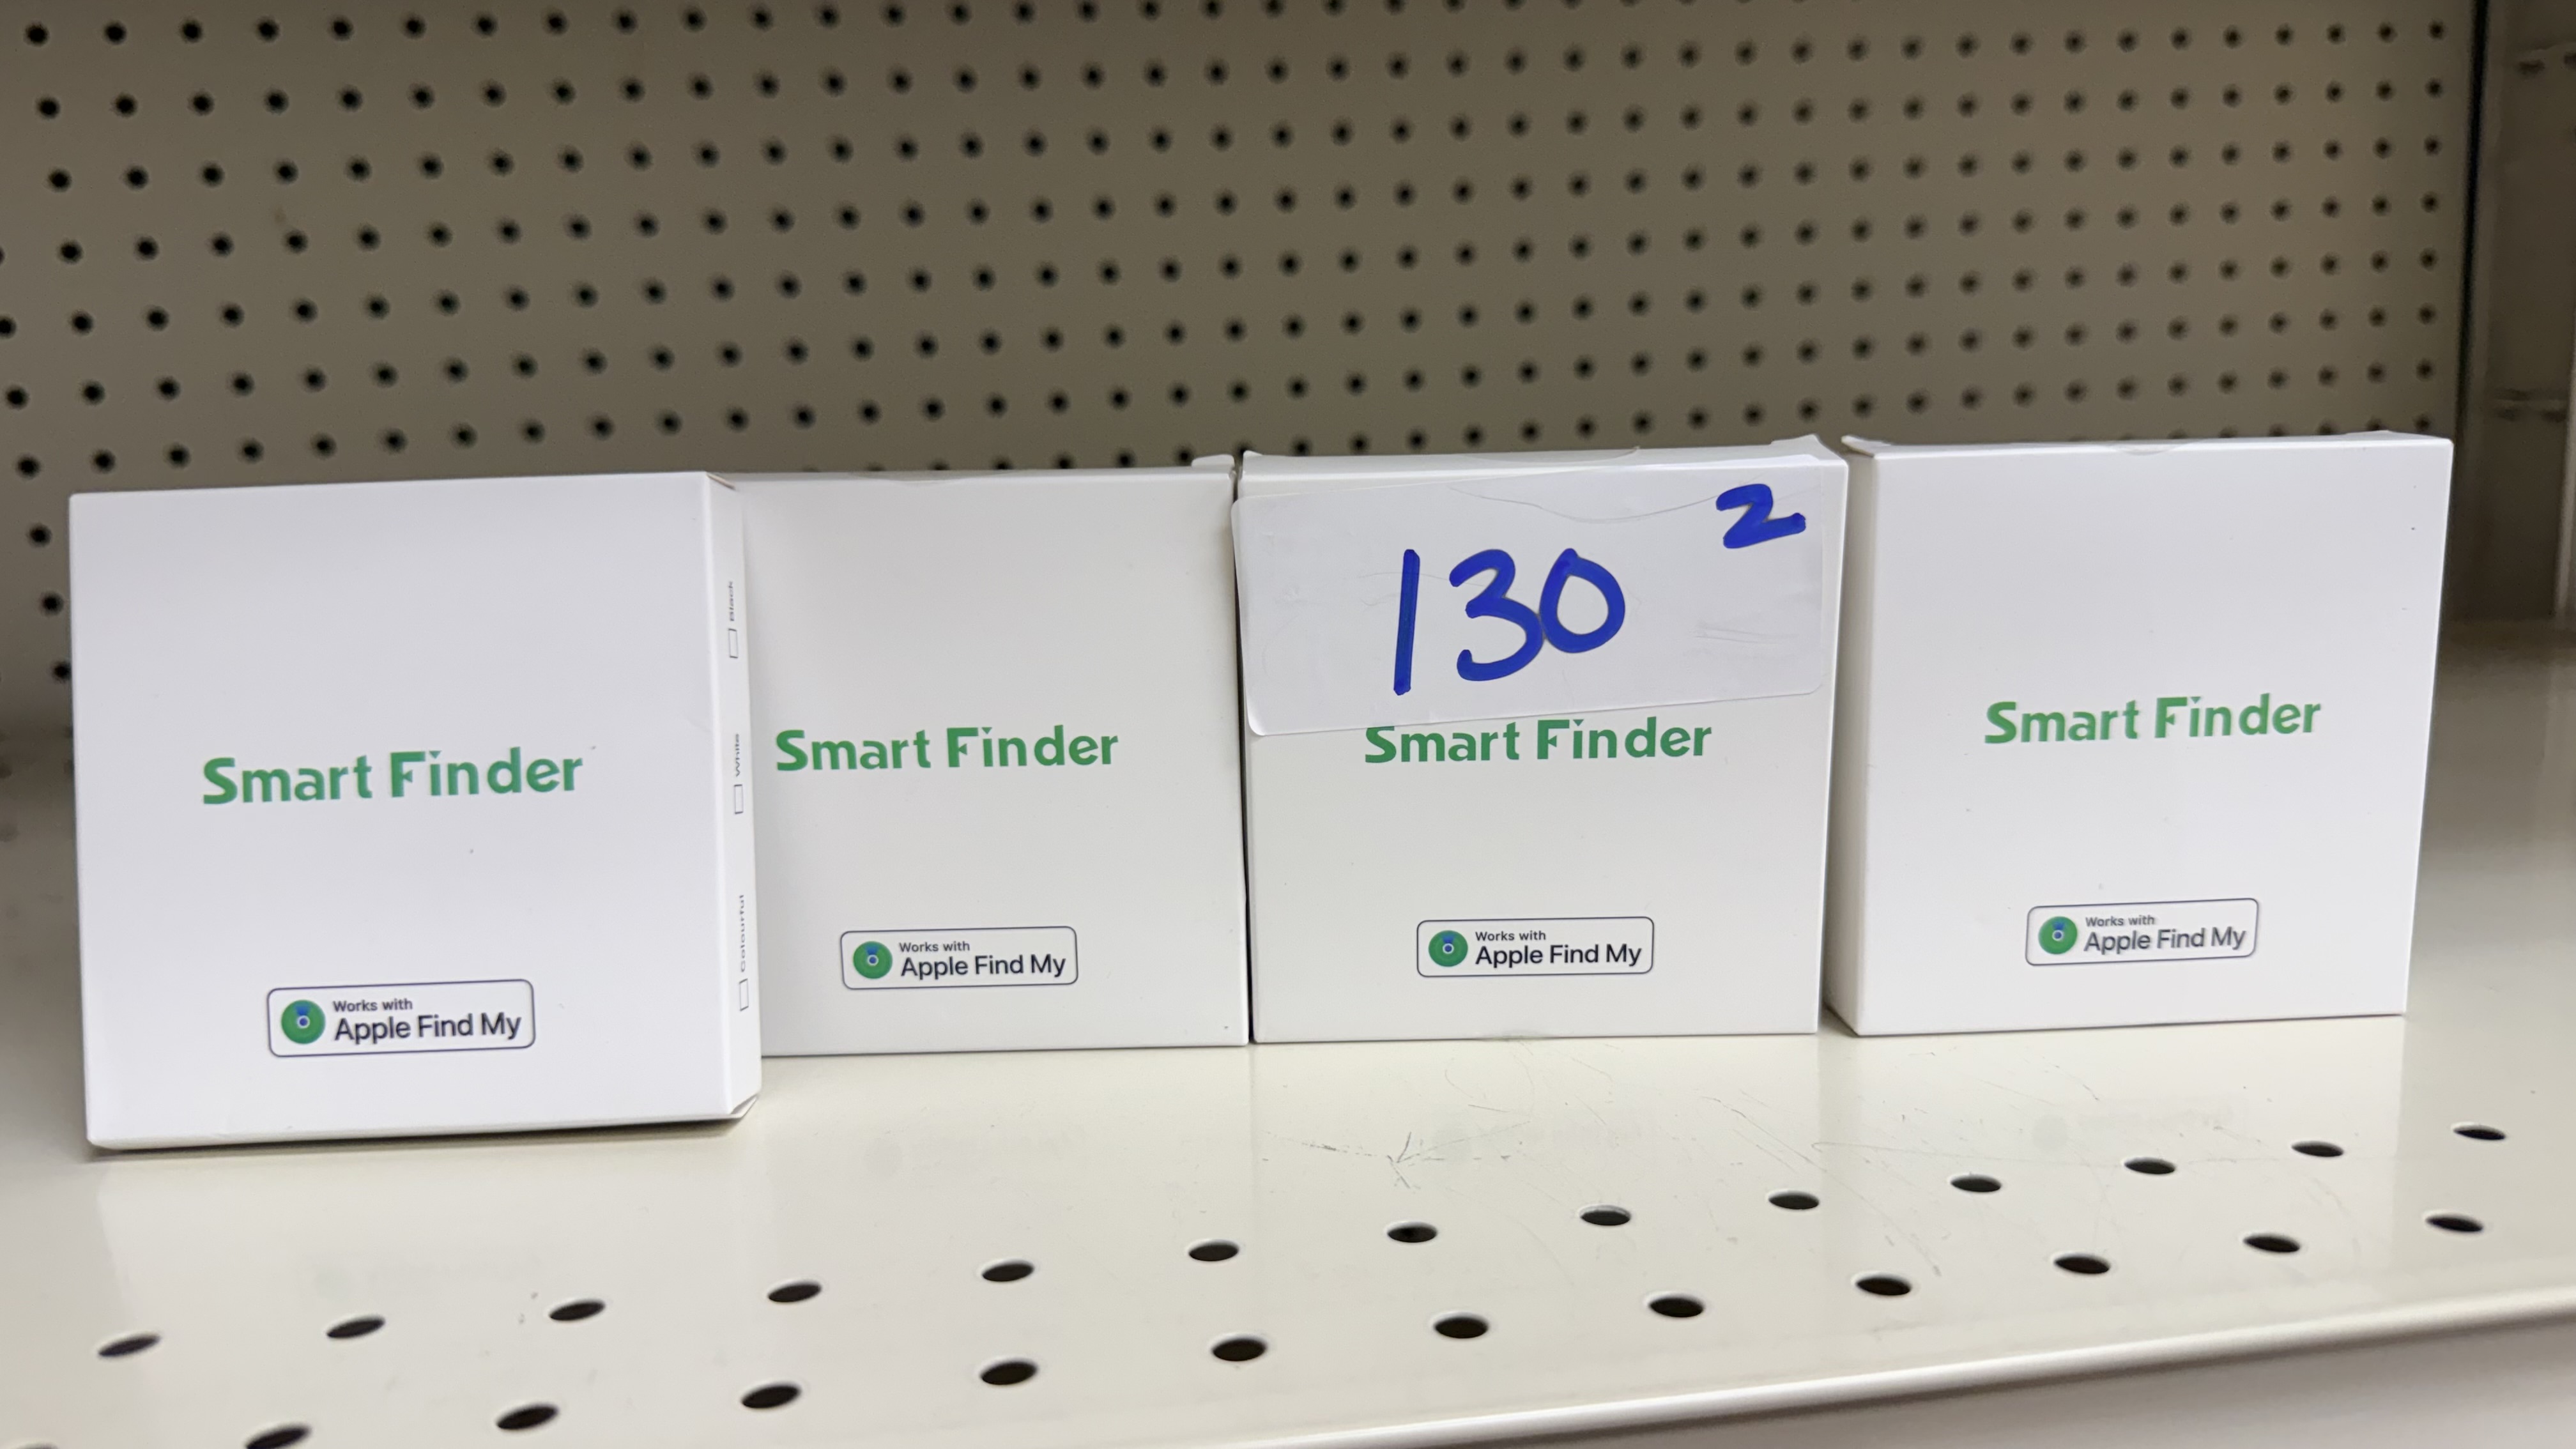 Smart Finder
Works with
Apple Find My
Black
White
Colourful
Smart Finder
Works with
Apple Find My
130 2
Smart Finder
Works with
Apple Find My
Smart Finder
Works with
Apple Find My